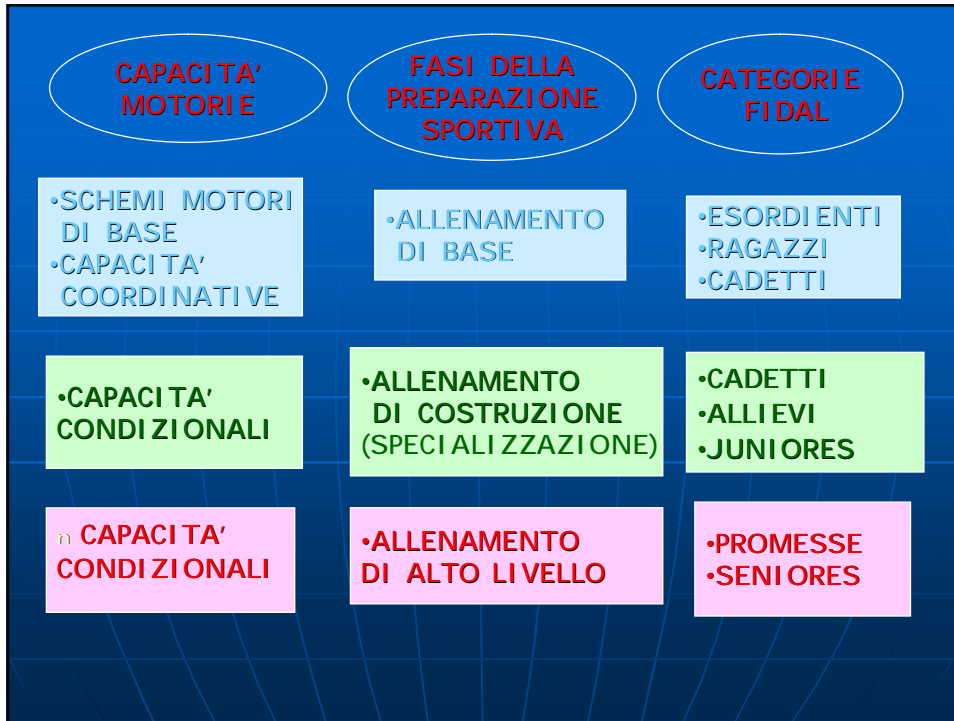 CAPACITA'
MOTORIE
FASI DELLA
PREPARAZIONE
SPORTIVA
CATEGORIE
FIDAL
•SCHEMI MOTORI
DI BASE
•CAPACITA'
COORDINATIVE
•ALLENAMENTO
DI BASE
•ESORDIENTI
•RAGAZZI
•CADETTI
•CAPACITA'
CONDIZIONALI
•ALLENAMENTO
DI COSTRUZIONE
(SPECIALIZZAZIONE)
•CADETTI
•ALLIEVI
•JUNIORES
n CAPACITA'
CONDIZIONALI
•ALLENAMENTO
DI ALTO LIVELLO
•PROMESSE
•SENIORES